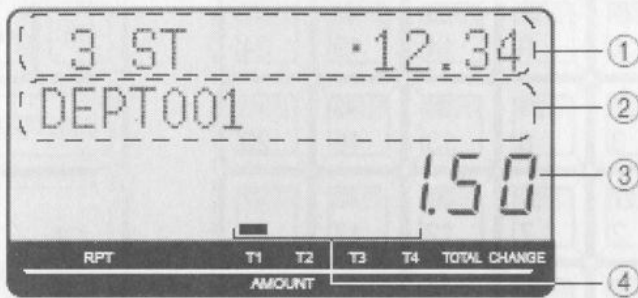 3 ST ·12.34 ①
DEPT001 ②
1.50 ③
RPT T1 T2 T3 T4 TOTAL CHANGE
AMOUNT ④